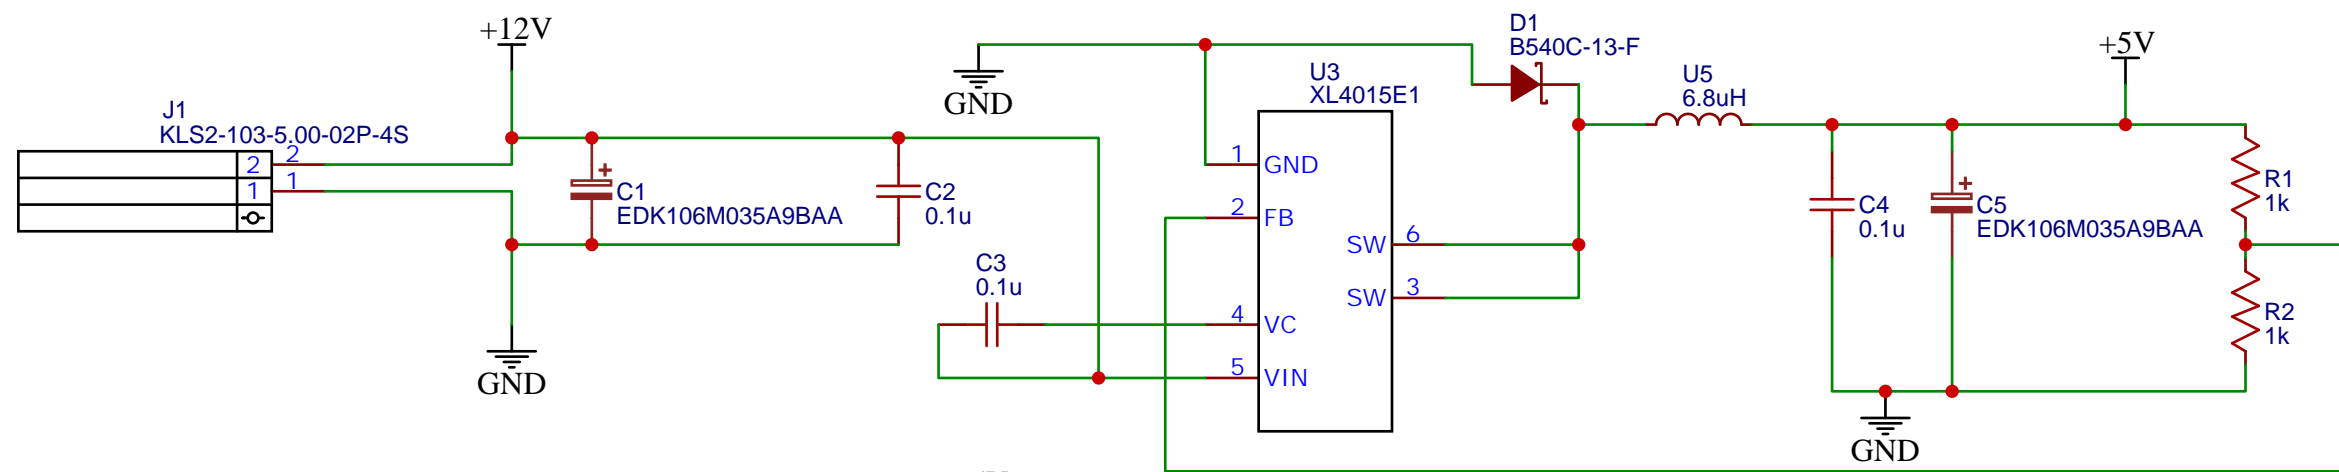 +12V
J1
KLS2-103-5.00-02P-4S
2
2
1
1
C1
EDK106M035A9BAA
C2
0.1u
GND
GND
C3
0.1u
U3
XL4015E1
1
GND
2
FB
4
VC
5
VIN
SW
6
SW
3
D1
B540C-13-F
U5
6.8uH
+5V
C4
0.1u
C5
EDK106M035A9BAA
R1
1k
R2
1k
GND